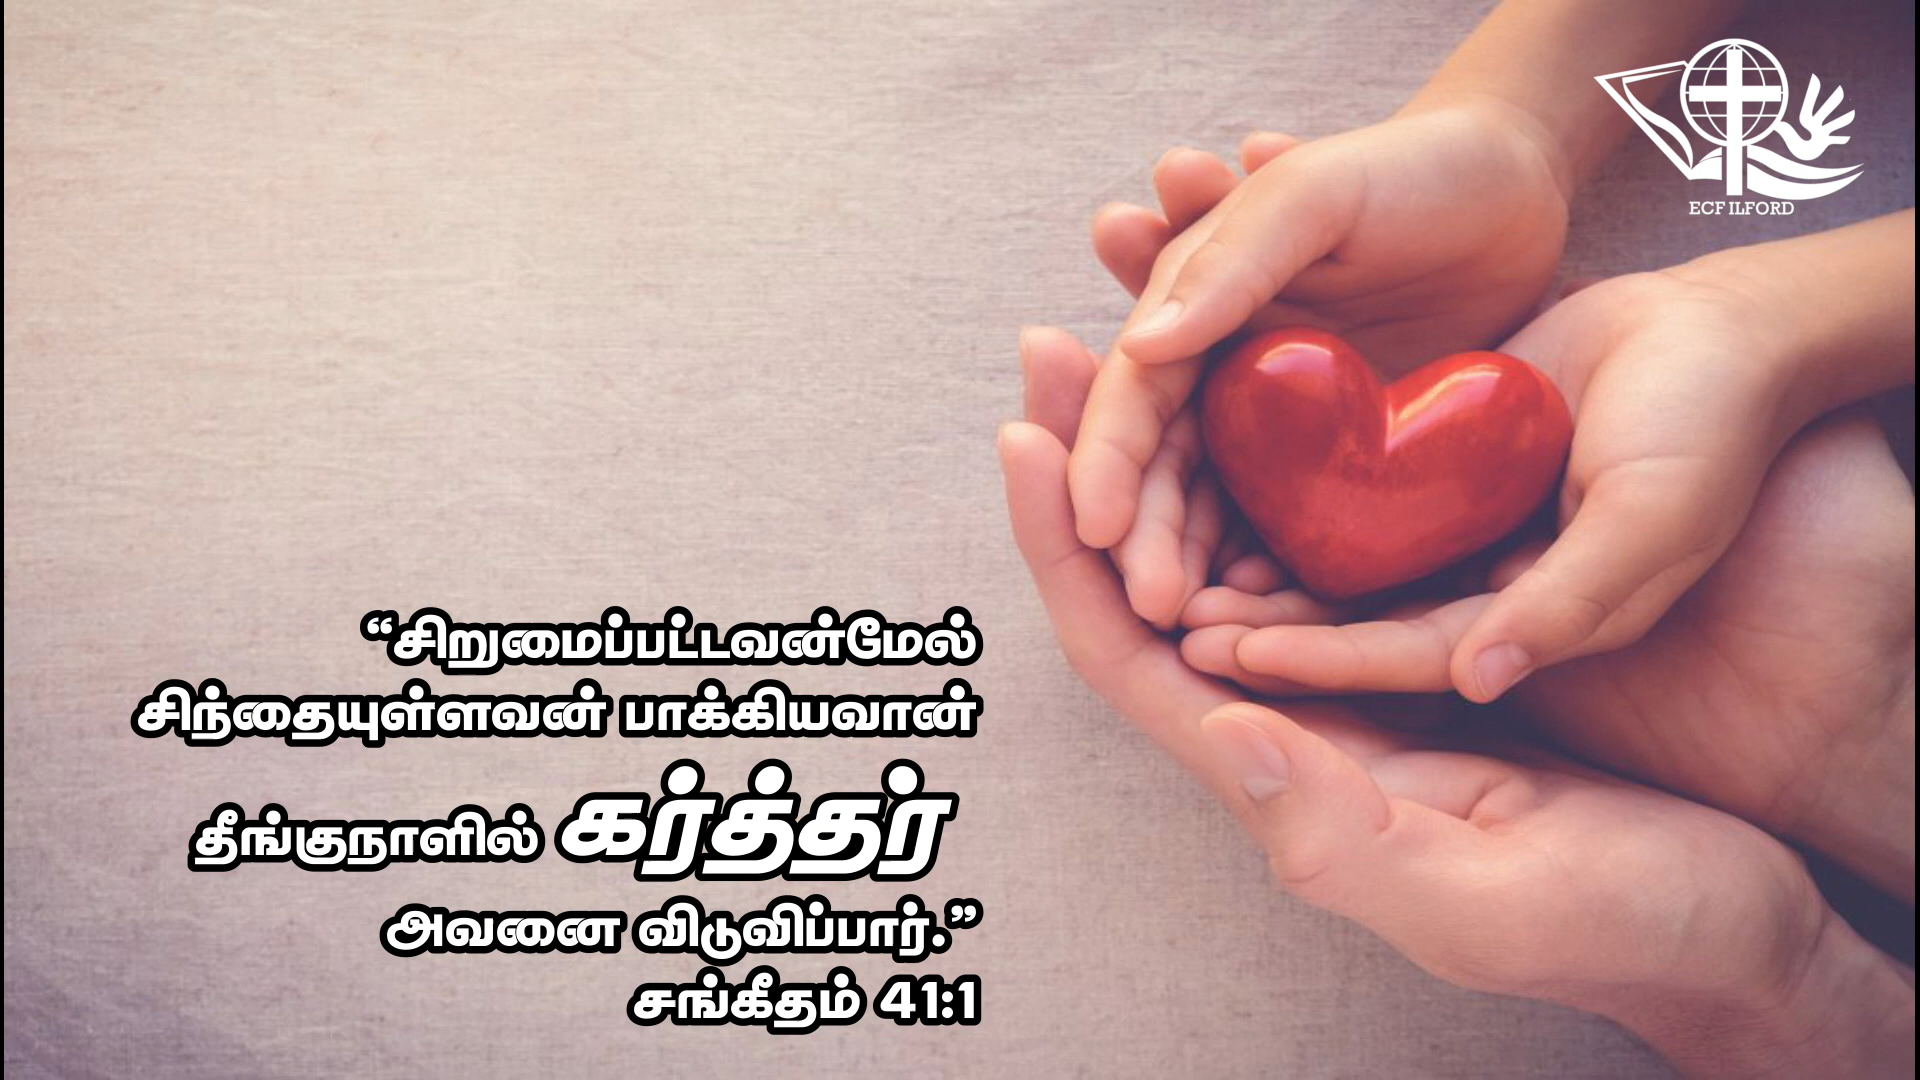 ECF ILFORD
“சிறுமைப்பட்டவன்மேல்
சிந்தையுள்ளவன் பாக்கியவான்
தீங்குநாளில் கர்த்தர்
அவனை விடுவிப்பார்.”
சங்கீதம் 41:1